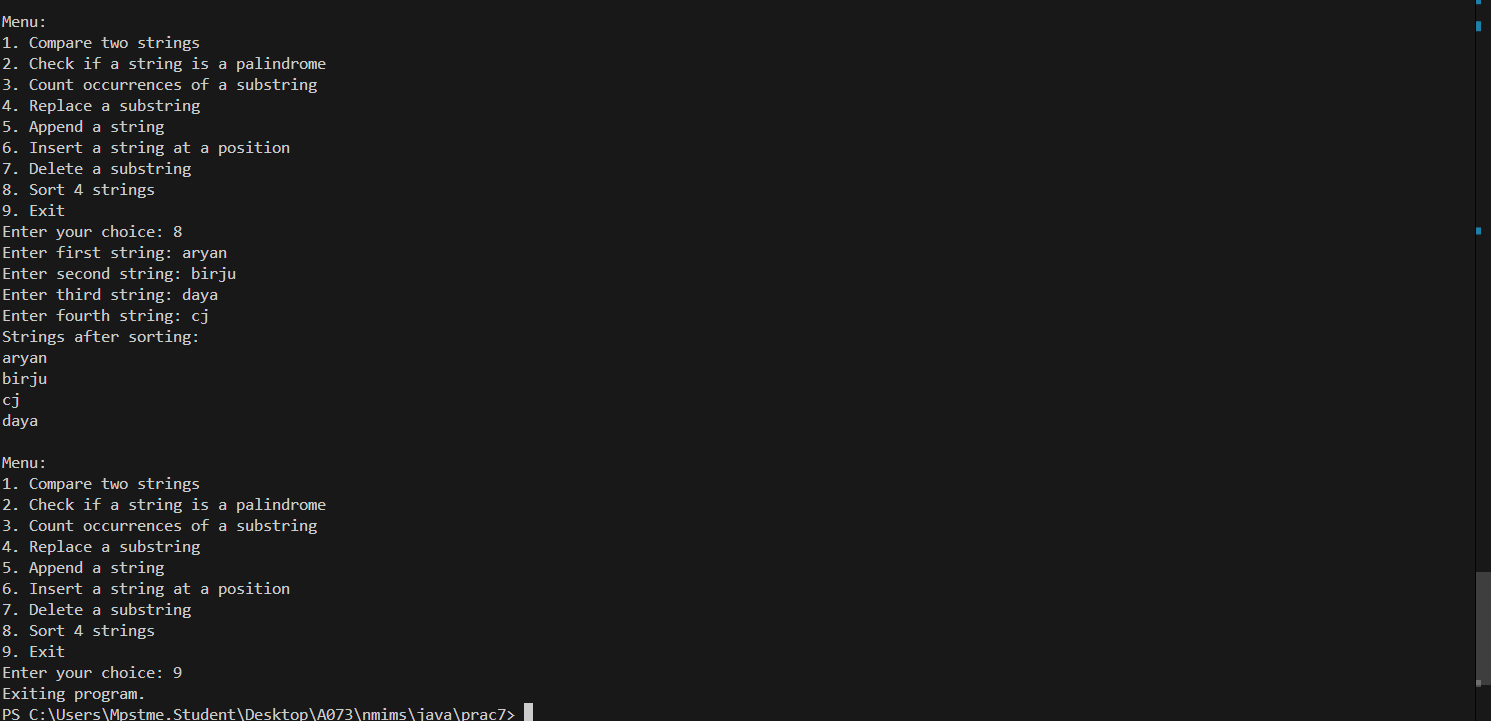 Menu:
1. Compare two strings
2. Check if a string is a palindrome
3. Count occurrences of a substring
4. Replace a substring
5. Append a string
6. Insert a string at a position
7. Delete a substring
8. Sort 4 strings
9. Exit
Enter your choice: 8
Enter first string: aryan
Enter second string: birju
Enter third string: daya
Enter fourth string: cj
Strings after sorting:
aryan
birju
cj
daya

Menu:
1. Compare two strings
2. Check if a string is a palindrome
3. Count occurrences of a substring
4. Replace a substring
5. Append a string
6. Insert a string at a position
7. Delete a substring
8. Sort 4 strings
9. Exit
Enter your choice: 9
Exiting program.
PS C:\Users\Mpstme.Student\Desktop\A073\nmims\java\prac7>